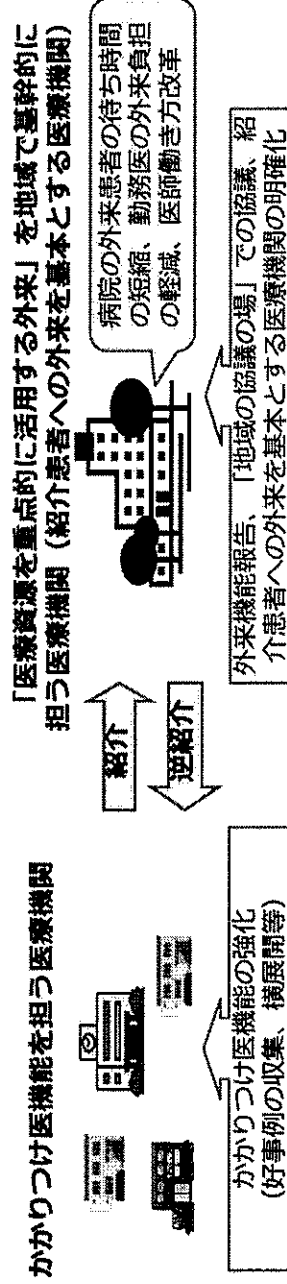 かかりつけ医機能を担う医療機関
かかりつけ医機能の強化
(好事例の収集、横展開等)
紹介
逆紹介
「医療資源を重点的に活用する外来」を地域で基幹的に
担う医療機関（紹介患者への外来を基本とする医療機関）
病院の外来患者の待ち時間
の短縮、勤務医の外来負担
の軽減、医師働き方改革
外来機能報告、「地域の協議の場」での協議、紹
介患者への外来を基本とする医療機関の明確化